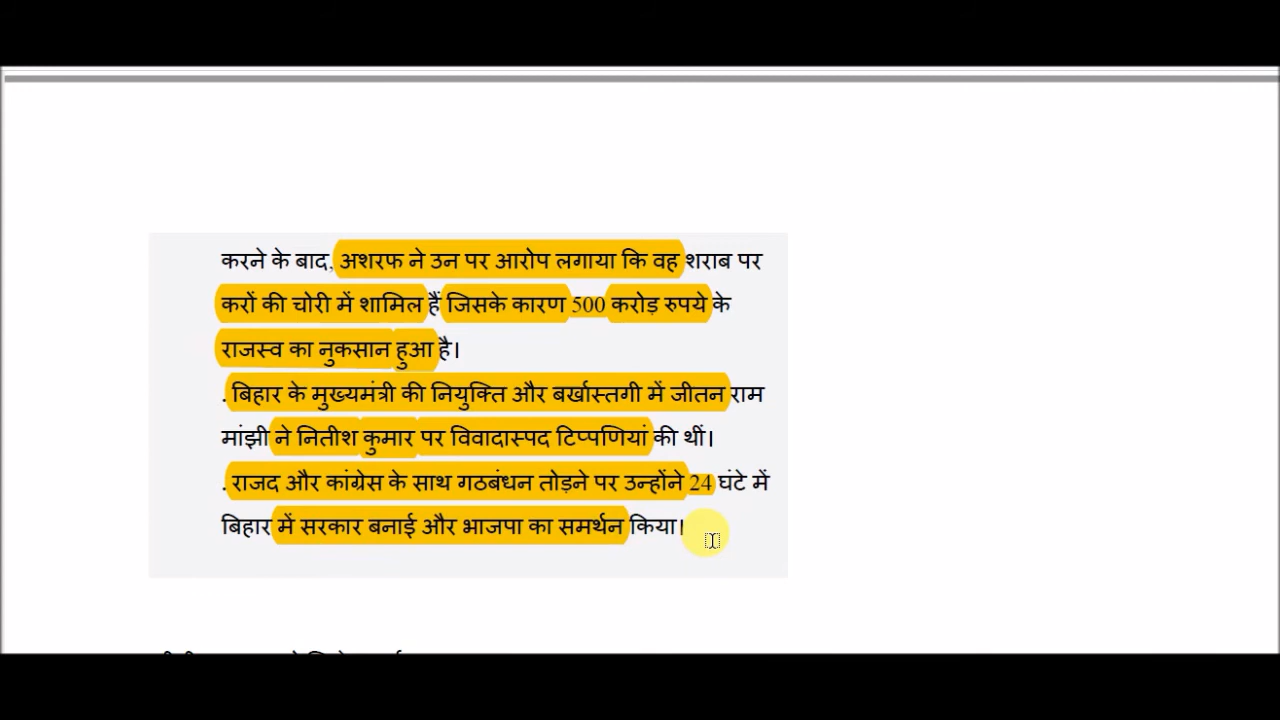 करने के बाद, अशरफ ने उन पर आरोप लगाया कि वह शराब पर
करों की चोरी में शामिल हैं जिसके कारण 500 करोड़ रुपये के
राजस्व का नुकसान हुआ है।
. बिहार के मुख्यमंत्री की नियुक्ति और बर्खास्तगी में जीतन राम
मांझी ने नितीश कुमार पर विवादास्पद टिप्पणियां की थीं।
. राजद और कांग्रेस के साथ गठबंधन तोड़ने पर उन्होंने 24 घंटे में
बिहार में सरकार बनाई और भाजपा का समर्थन किया।